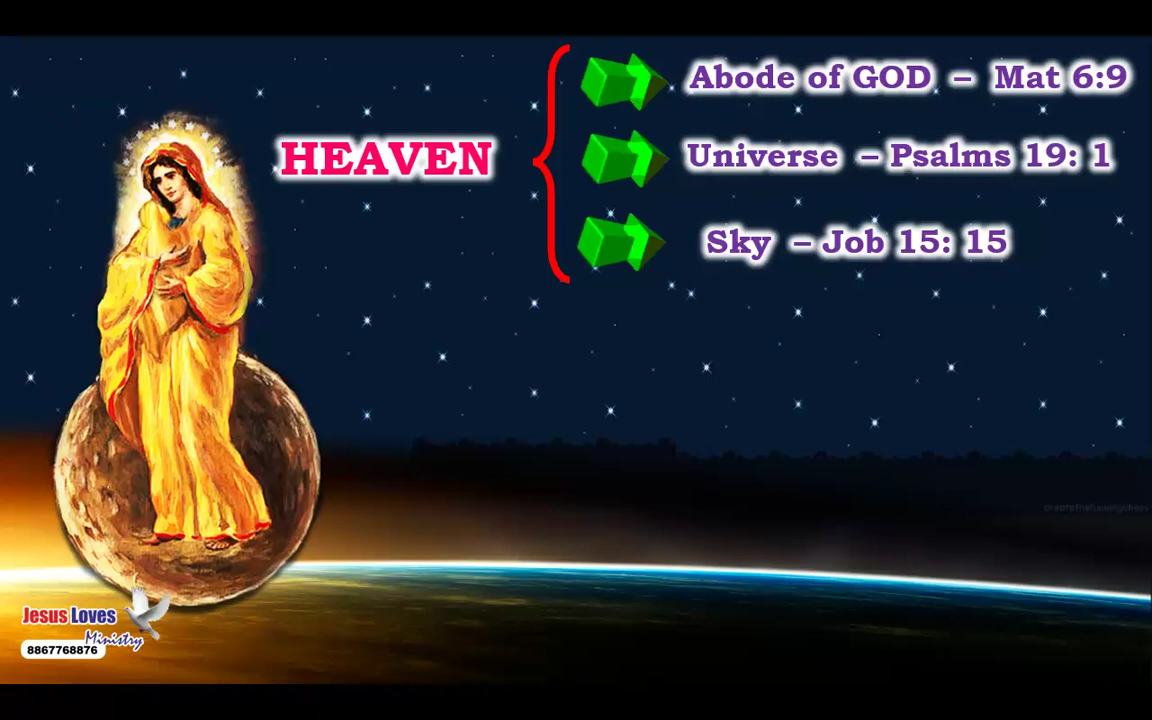 Abode of GOD – Mat 6:9
HEAVEN
Universe – Psalms 19: 1
Sky – Job 15: 15
Jesus Loves
Ministry
8867768876